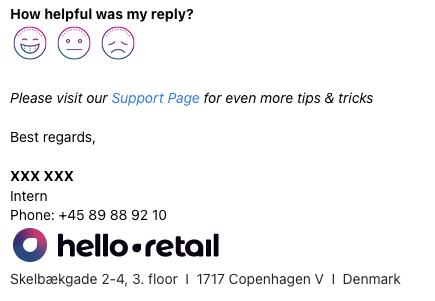 How helpful was my reply?
Please visit our Support Page for even more tips & tricks
Best regards,
XXX XXX
Intern
Phone: +45 89 88 92 10
hello retail
Skelbækgade 2-4, 3. floor I 1717 Copenhagen V I Denmark